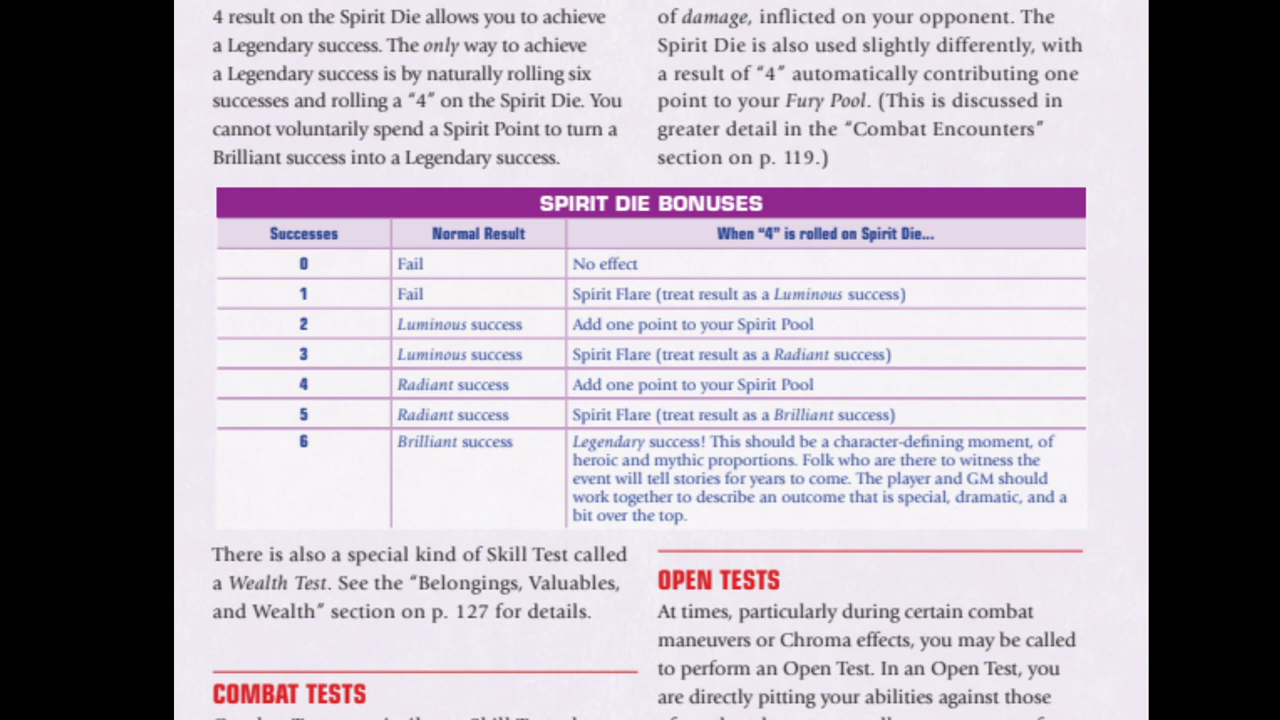 4 result on the Spirit Die allows you to achieve
a Legendary success. The only way to achieve
a Legendary success is by naturally rolling six
successes and rolling a “4” on the Spirit Die. You
cannot voluntarily spend a Spirit Point to turn a
Brilliant success into a Legendary success.
of damage, inflicted on your opponent. The
Spirit Die is also used slightly differently, with
a result of “4” automatically contributing one
point to your Fury Pool. (This is discussed in
greater detail in the “Combat Encounters”
section on p. 119.)
SPIRIT DIE BONUSES
Successes Normal Result When “4” is rolled on Spirit Die...
0 Fail No effect
1 Fail Spirit Flare (treat result as a Luminous success)
2 Luminous success Add one point to your Spirit Pool
3 Luminous success Spirit Flare (treat result as a Radiant success)
4 Radiant success Add one point to your Spirit Pool
5 Radiant success Spirit Flare (treat result as a Brilliant success)
6 Brilliant success Legendary success! This should be a character-defining moment, of
heroic and mythic proportions. Folk who are there to witness the
event will tell stories for years to come. The player and GM should
work together to describe an outcome that is special, dramatic, and a
bit over the top.
There is also a special kind of Skill Test called
a Wealth Test. See the “Belongings, Valuables,
and Wealth” section on p. 127 for details.
COMBAT TESTS
OPEN TESTS
At times, particularly during certain combat
maneuvers or Chroma effects, you may be called
to perform an Open Test. In an Open Test, you
are directly pitting your abilities against those